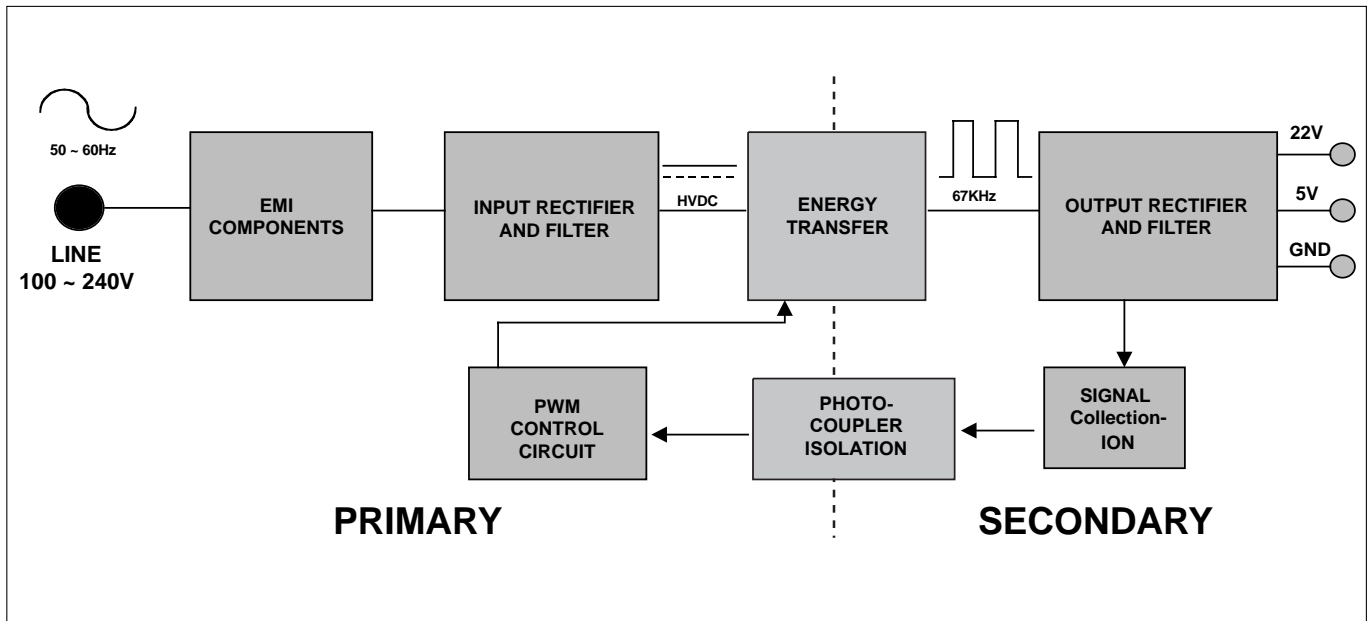 50 ~ 60Hz
LINE
100 ~ 240V
EMI
COMPONENTS
INPUT RECTIFIER
AND FILTER
HVDC
ENERGY
TRANSFER
67KHz
OUTPUT RECTIFIER
AND FILTER
22V
5V
GND
PWM
CONTROL
CIRCUIT
PHOTO-
COUPLER
ISOLATION
SIGNAL
Collection-
ION
PRIMARY
SECONDARY